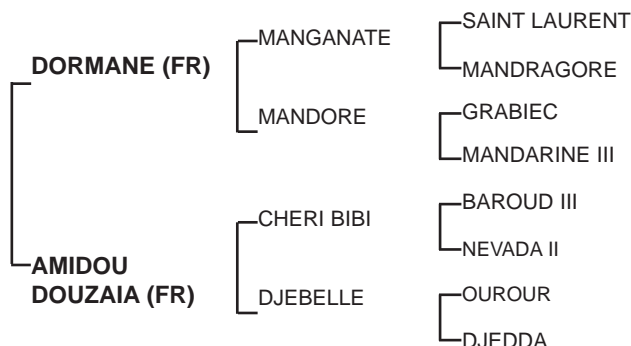 DORMANE (FR)
AMIDOU
DOUZAIA (FR)
MANGANATE
MANDORE
CHERI BIBI
DJEBELLE
SAINT LAURENT
MANDRAGORE
GRABIEC
MANDARINE III
BAROUD III
NEVADA II
OUROUR
DJEDDA